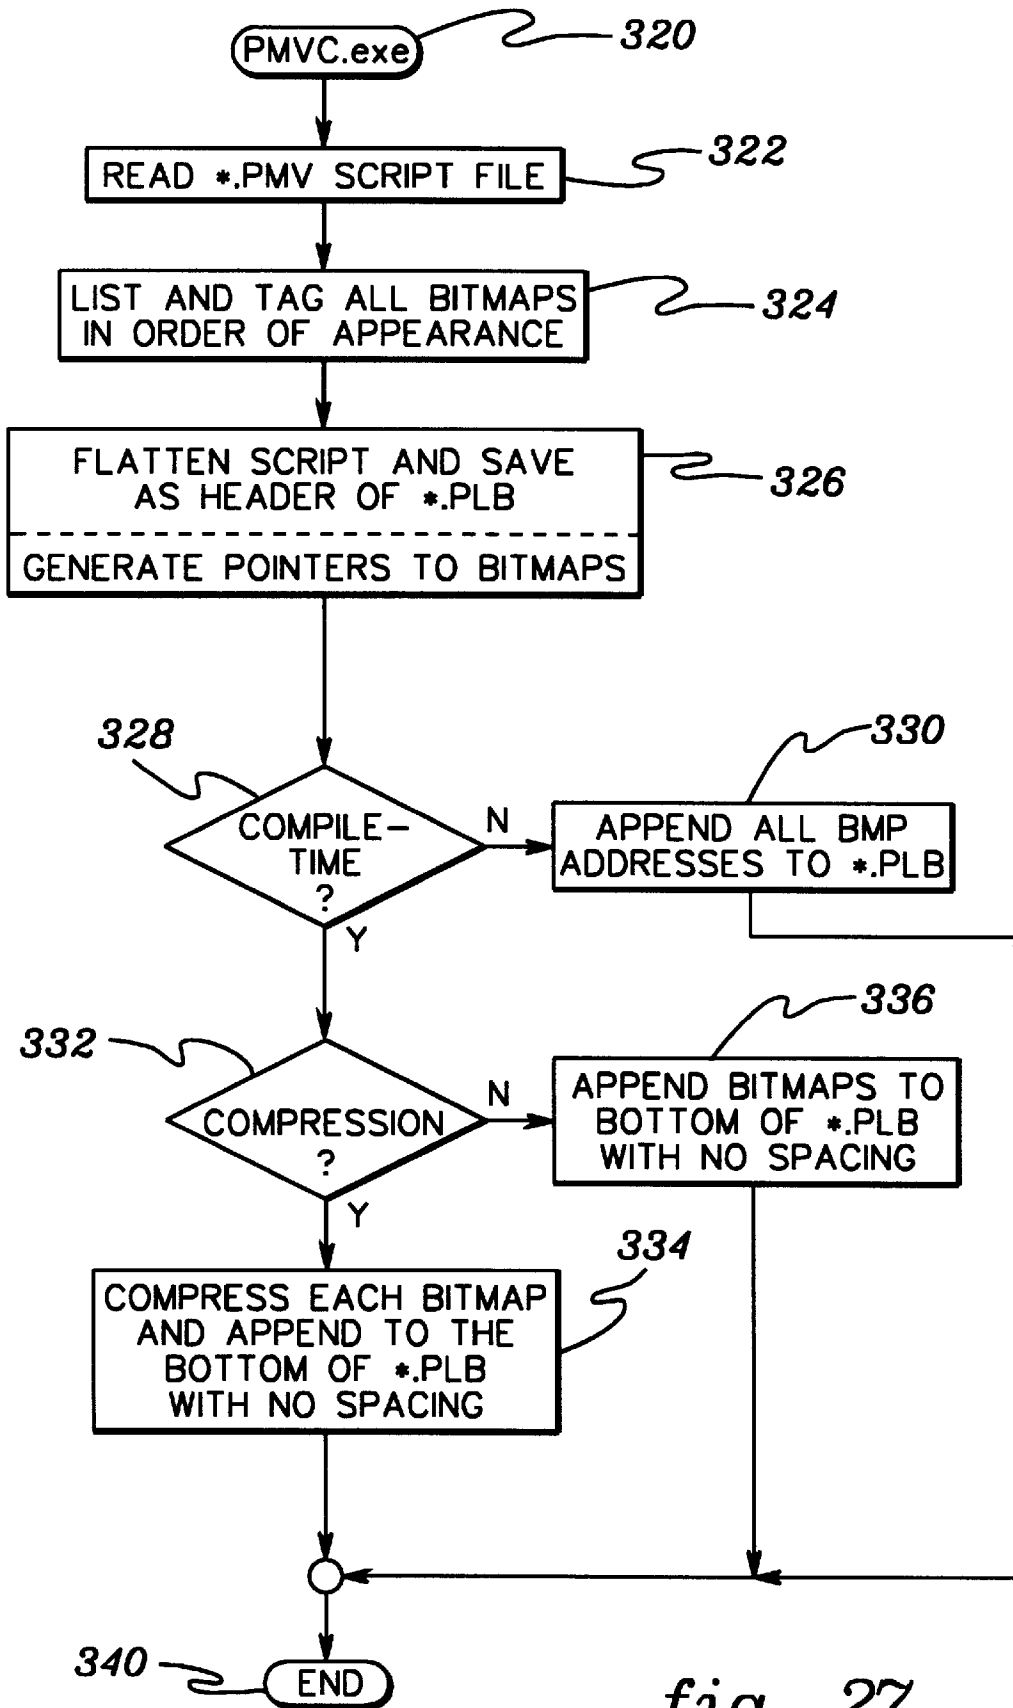 PMVC.exe
320
READ *.PMV SCRIPT FILE
322
LIST AND TAG ALL BITMAPS
IN ORDER OF APPEARANCE
324
FLATTEN SCRIPT AND SAVE
AS HEADER OF *.PLB
GENERATE POINTERS TO BITMAPS
326
328
COMPILE-
TIME
?
N
Y
330
APPEND ALL BMP
ADDRESSES TO *.PLB
332
COMPRESSION
?
N
Y
336
APPEND BITMAPS TO
BOTTOM OF *.PLB
WITH NO SPACING
334
COMPRESS EACH BITMAP
AND APPEND TO THE
BOTTOM OF *.PLB
WITH NO SPACING
340
END
fig. 27